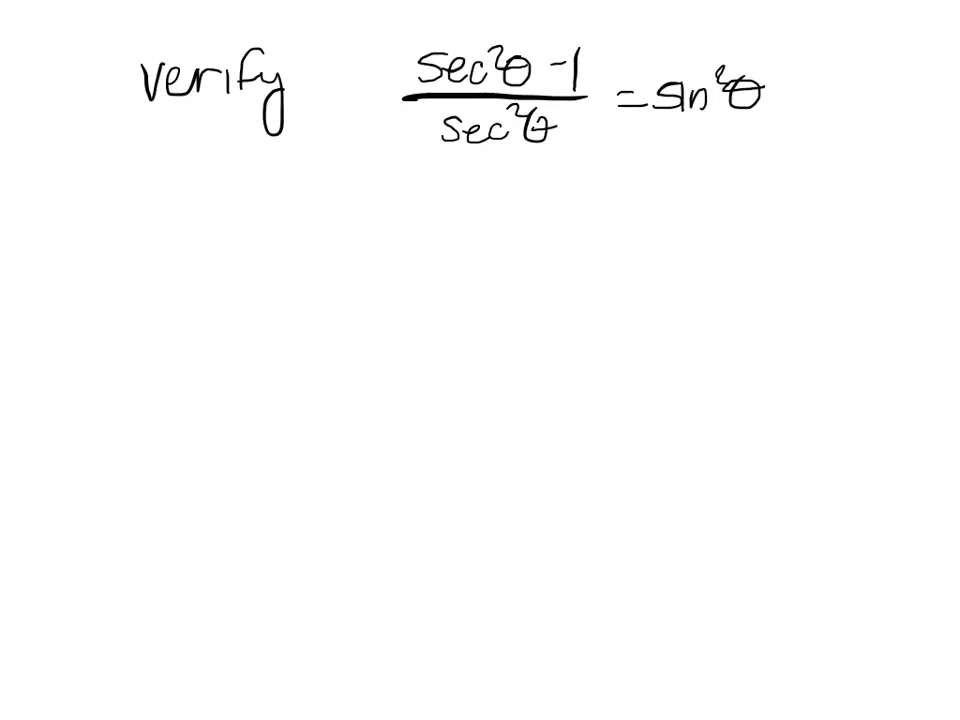 verify sec²θ -1 / sec²θ = sin²θ